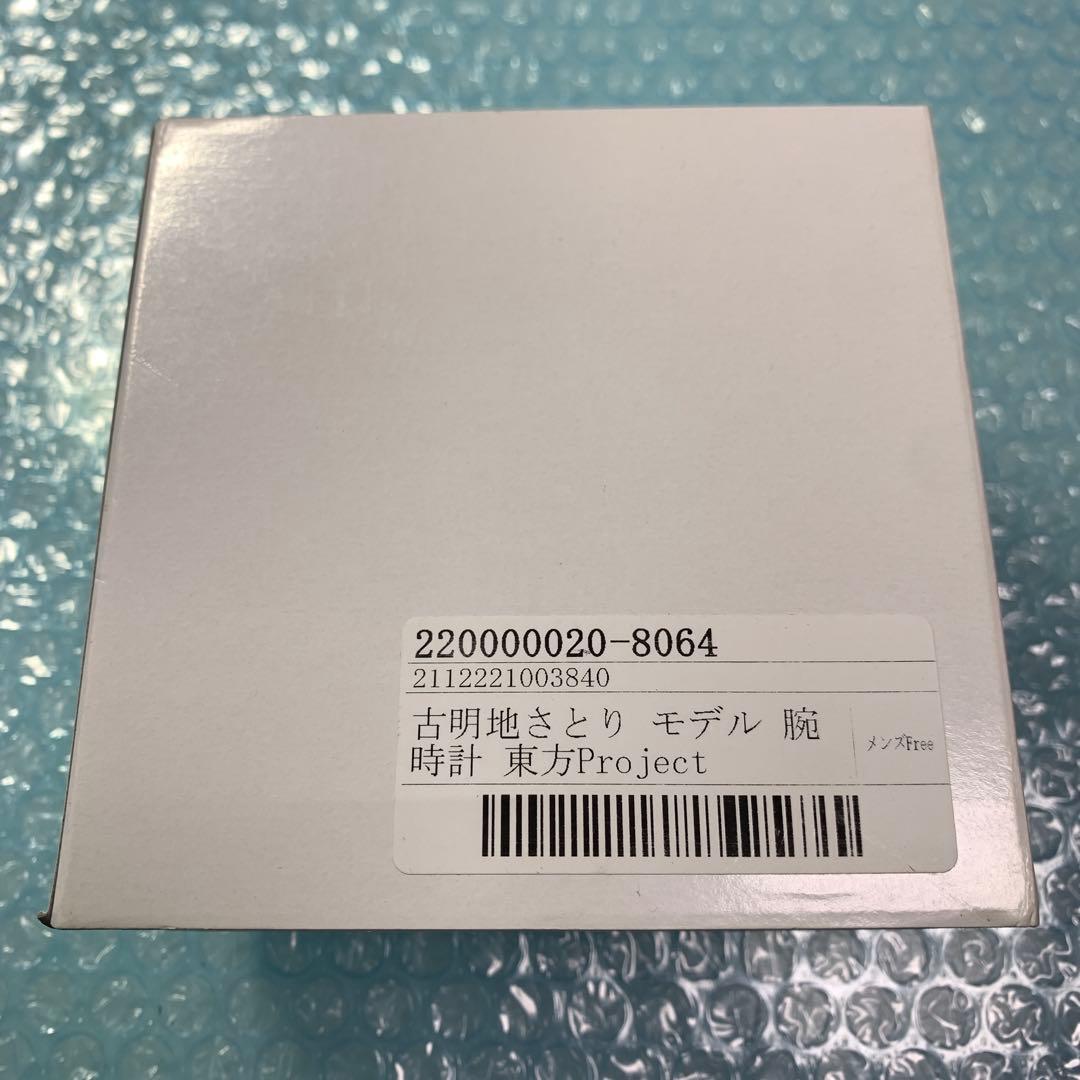 220000020-8064
2112221003840
古明地さとり モデル 腕
時計 東方Project
メンズFree